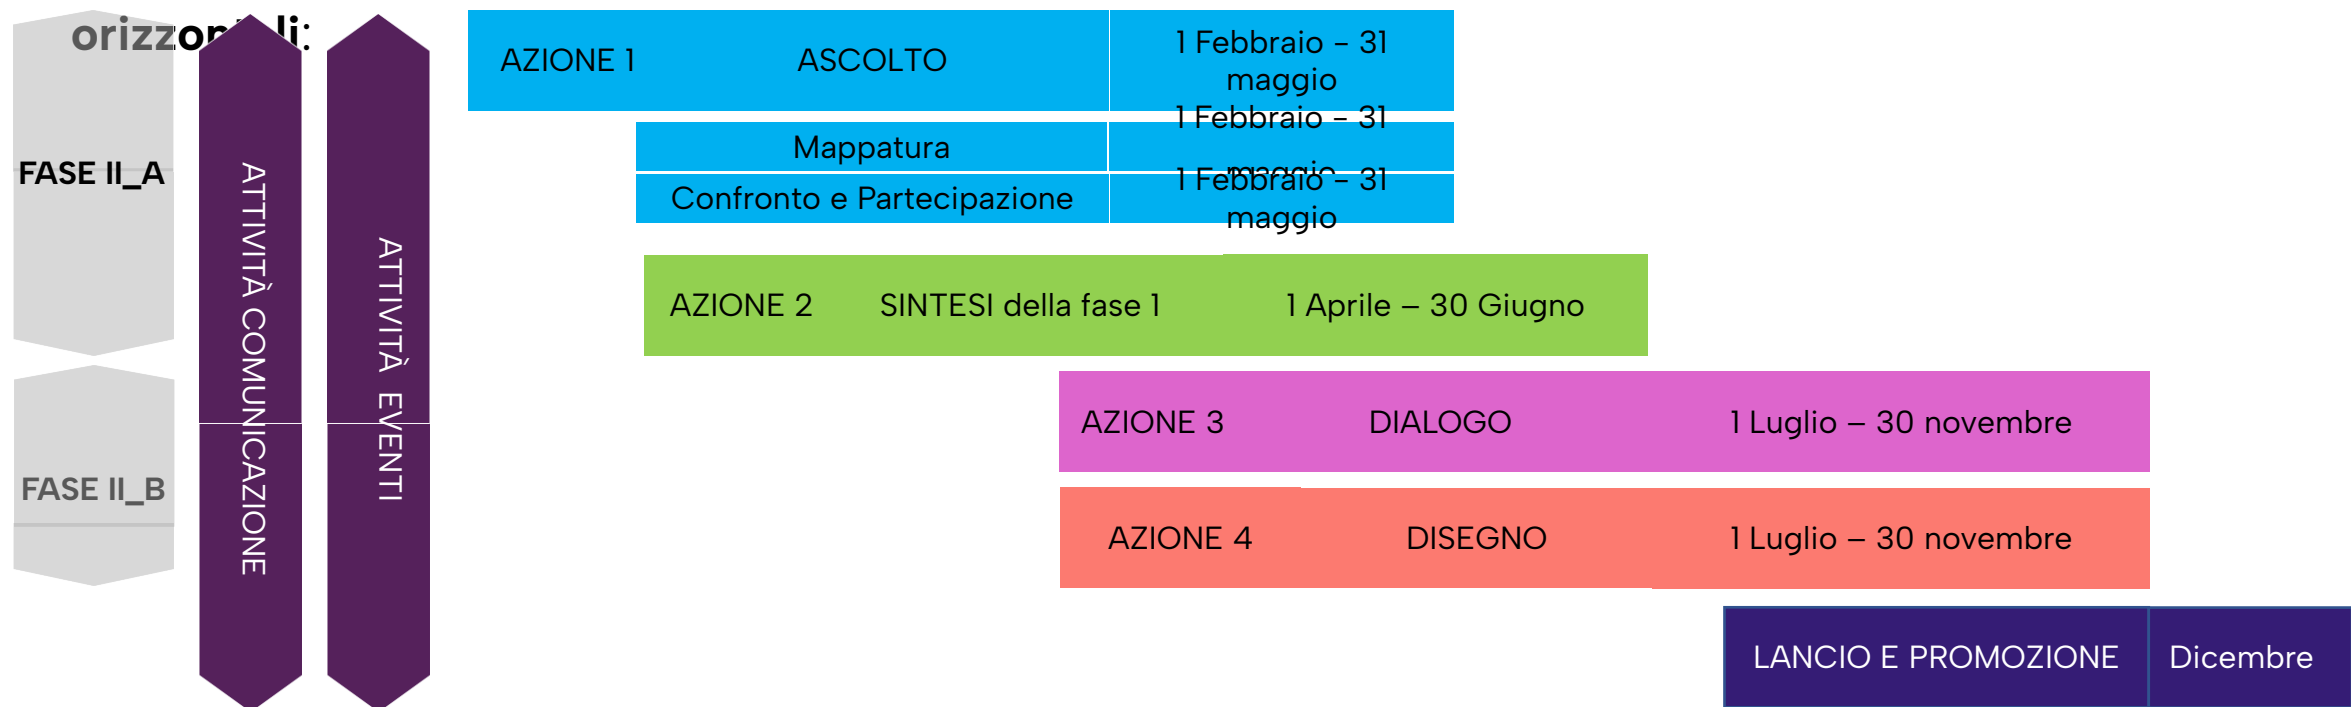 orizzontali:
FASE II_A
FASE II_B
ATTIVITÀ COMUNICAZIONE
ATTIVITÀ EVENTI
AZIONE 1 ASCOLTO 1 Febbraio - 31
maggio
Mappatura 1 Febbraio - 31
maggio
Confronto e Partecipazione 1 Febbraio - 31
maggio
AZIONE 2 SINTESI della fase 1 1 Aprile – 30 Giugno
AZIONE 3 DIALOGO 1 Luglio – 30 novembre
AZIONE 4 DISEGNO 1 Luglio – 30 novembre
LANCIO E PROMOZIONE Dicembre